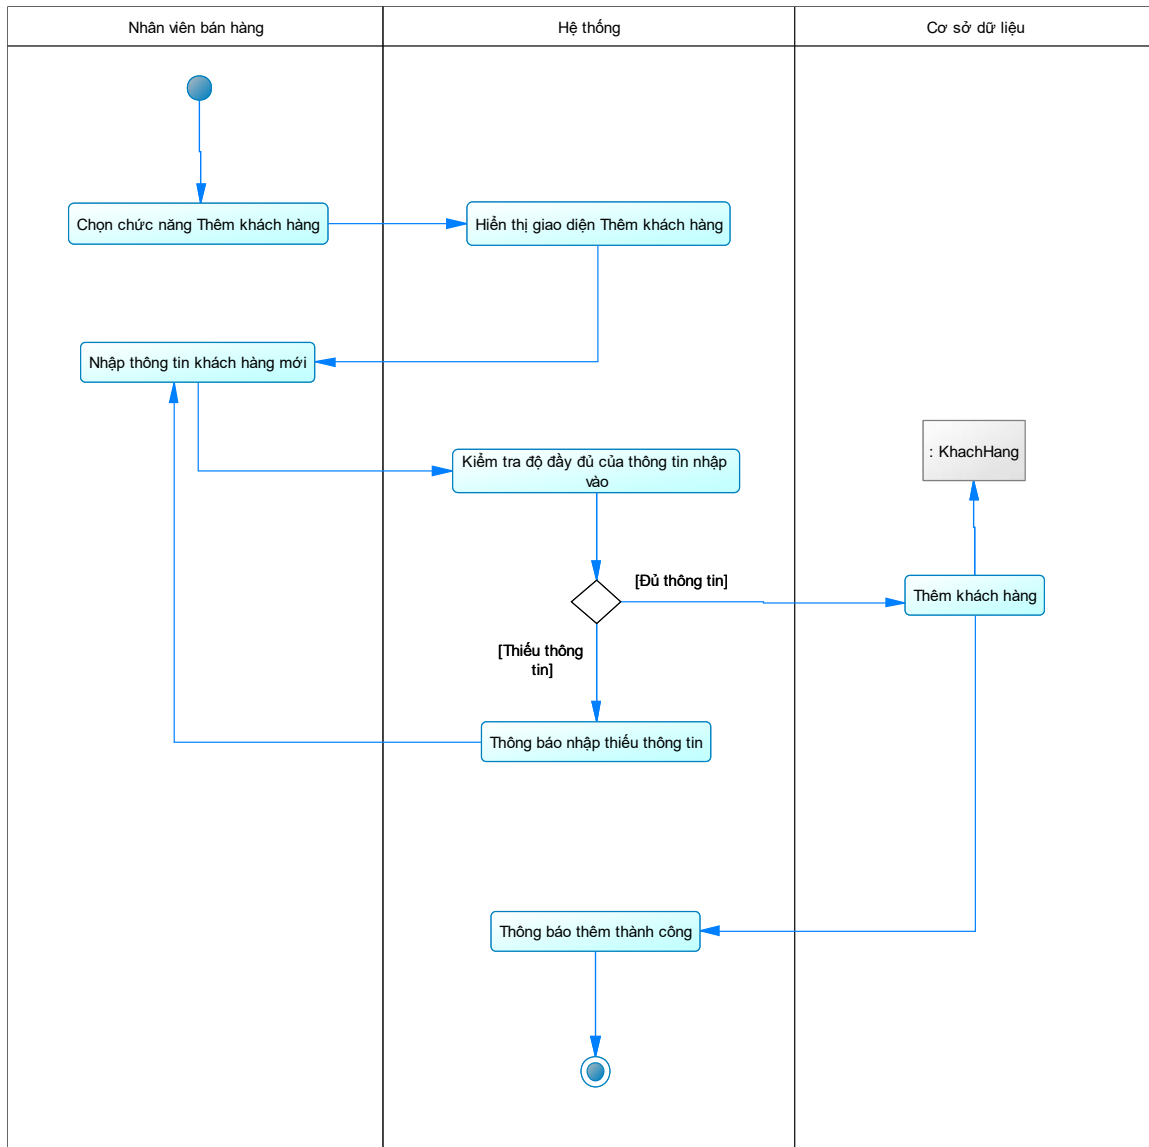 Nhân viên bán hàng
Hệ thống
Cơ sở dữ liệu
Chọn chức năng Thêm khách hàng
Hiển thị giao diện Thêm khách hàng
Nhập thông tin khách hàng mới
: KhachHang
Kiểm tra độ đầy đủ của thông tin nhập
vào
[Đủ thông tin]
Thêm khách hàng
[Thiếu thông
tin]
Thông báo nhập thiếu thông tin
Thông báo thêm thành công